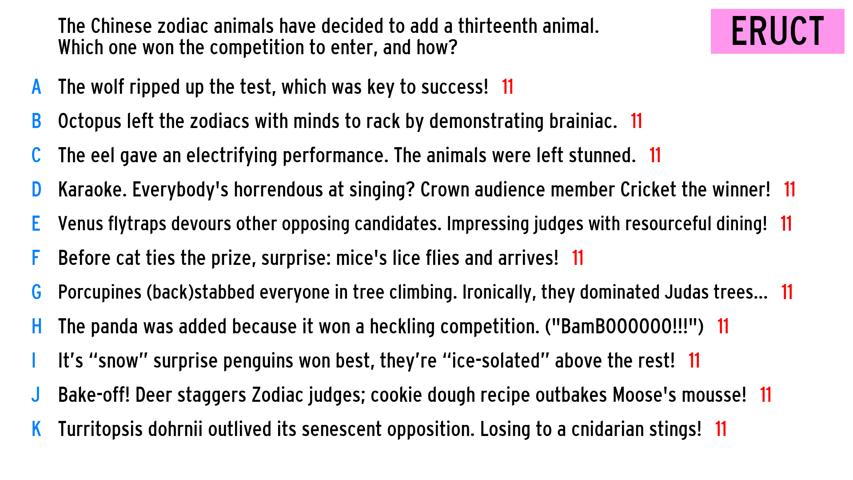 The Chinese zodiac animals have decided to add a thirteenth animal.
Which one won the competition to enter, and how?
ERUCT
A The wolf ripped up the test, which was key to success! 11
B Octopus left the zodiacs with minds to rack by demonstrating brainiac. 11
C The eel gave an electrifying performance. The animals were left stunned. 11
D Karaoke. Everybody's horrendous at singing? Crown audience member Cricket the winner! 11
E Venus flytraps devours other opposing candidates. Impressing judges with resourceful dining! 11
F Before cat ties the prize, surprise: mice's lice flies and arrives! 11
G Porcupines (back)stabbed everyone in tree climbing. Ironically, they dominated Judas trees... 11
H The panda was added because it won a heckling competition. ("BamBOOOOOO!!!") 11
I It’s “snow” surprise penguins won best, they’re “ice-solated” above the rest! 11
J Bake-off! Deer staggers Zodiac judges; cookie dough recipe outbakes Moose's mousse! 11
K Turritopsis dohrnii outlived its senescent opposition. Losing to a cnidarian stings! 11